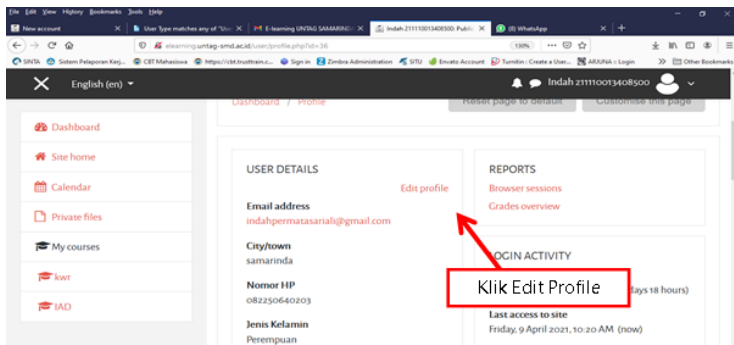 File Edit View History Bookmarks Tools Help
New account
User Type matches any of "Use
E-learning UNTAG SAMARIND
Indah 211110013408500: Public
(8) WhatsApp
elearning.untag-smd.ac.id/user/profile.php?id=36
130%
SINTA
Sistem Pelaporan Kerj...
CBT Mahasiswa
https://cbt.trusttrain.c...
Sign in
Zimbra Administration
SITU
Envato Account
Turnitin : Create a User...
ARJUNA :: Login
Other Bookmarks
English (en)
Indah 211110013408500
Dashboard / Profile
Reset page to default
Customise this page
Dashboard
Site home
Calendar
Private files
My courses
kwr
IAD
USER DETAILS
Edit profile
Email address
indahpermatasariali@gmail.com
City/town
samarinda
Nomor HP
082250640203
Jenis Kelamin
Perempuan
REPORTS
Browser sessions
Grades overview
LOGIN ACTIVITY
Klik Edit Profile
days 18 hours)
Last access to site
Friday, 9 April 2021, 10:20 AM (now)